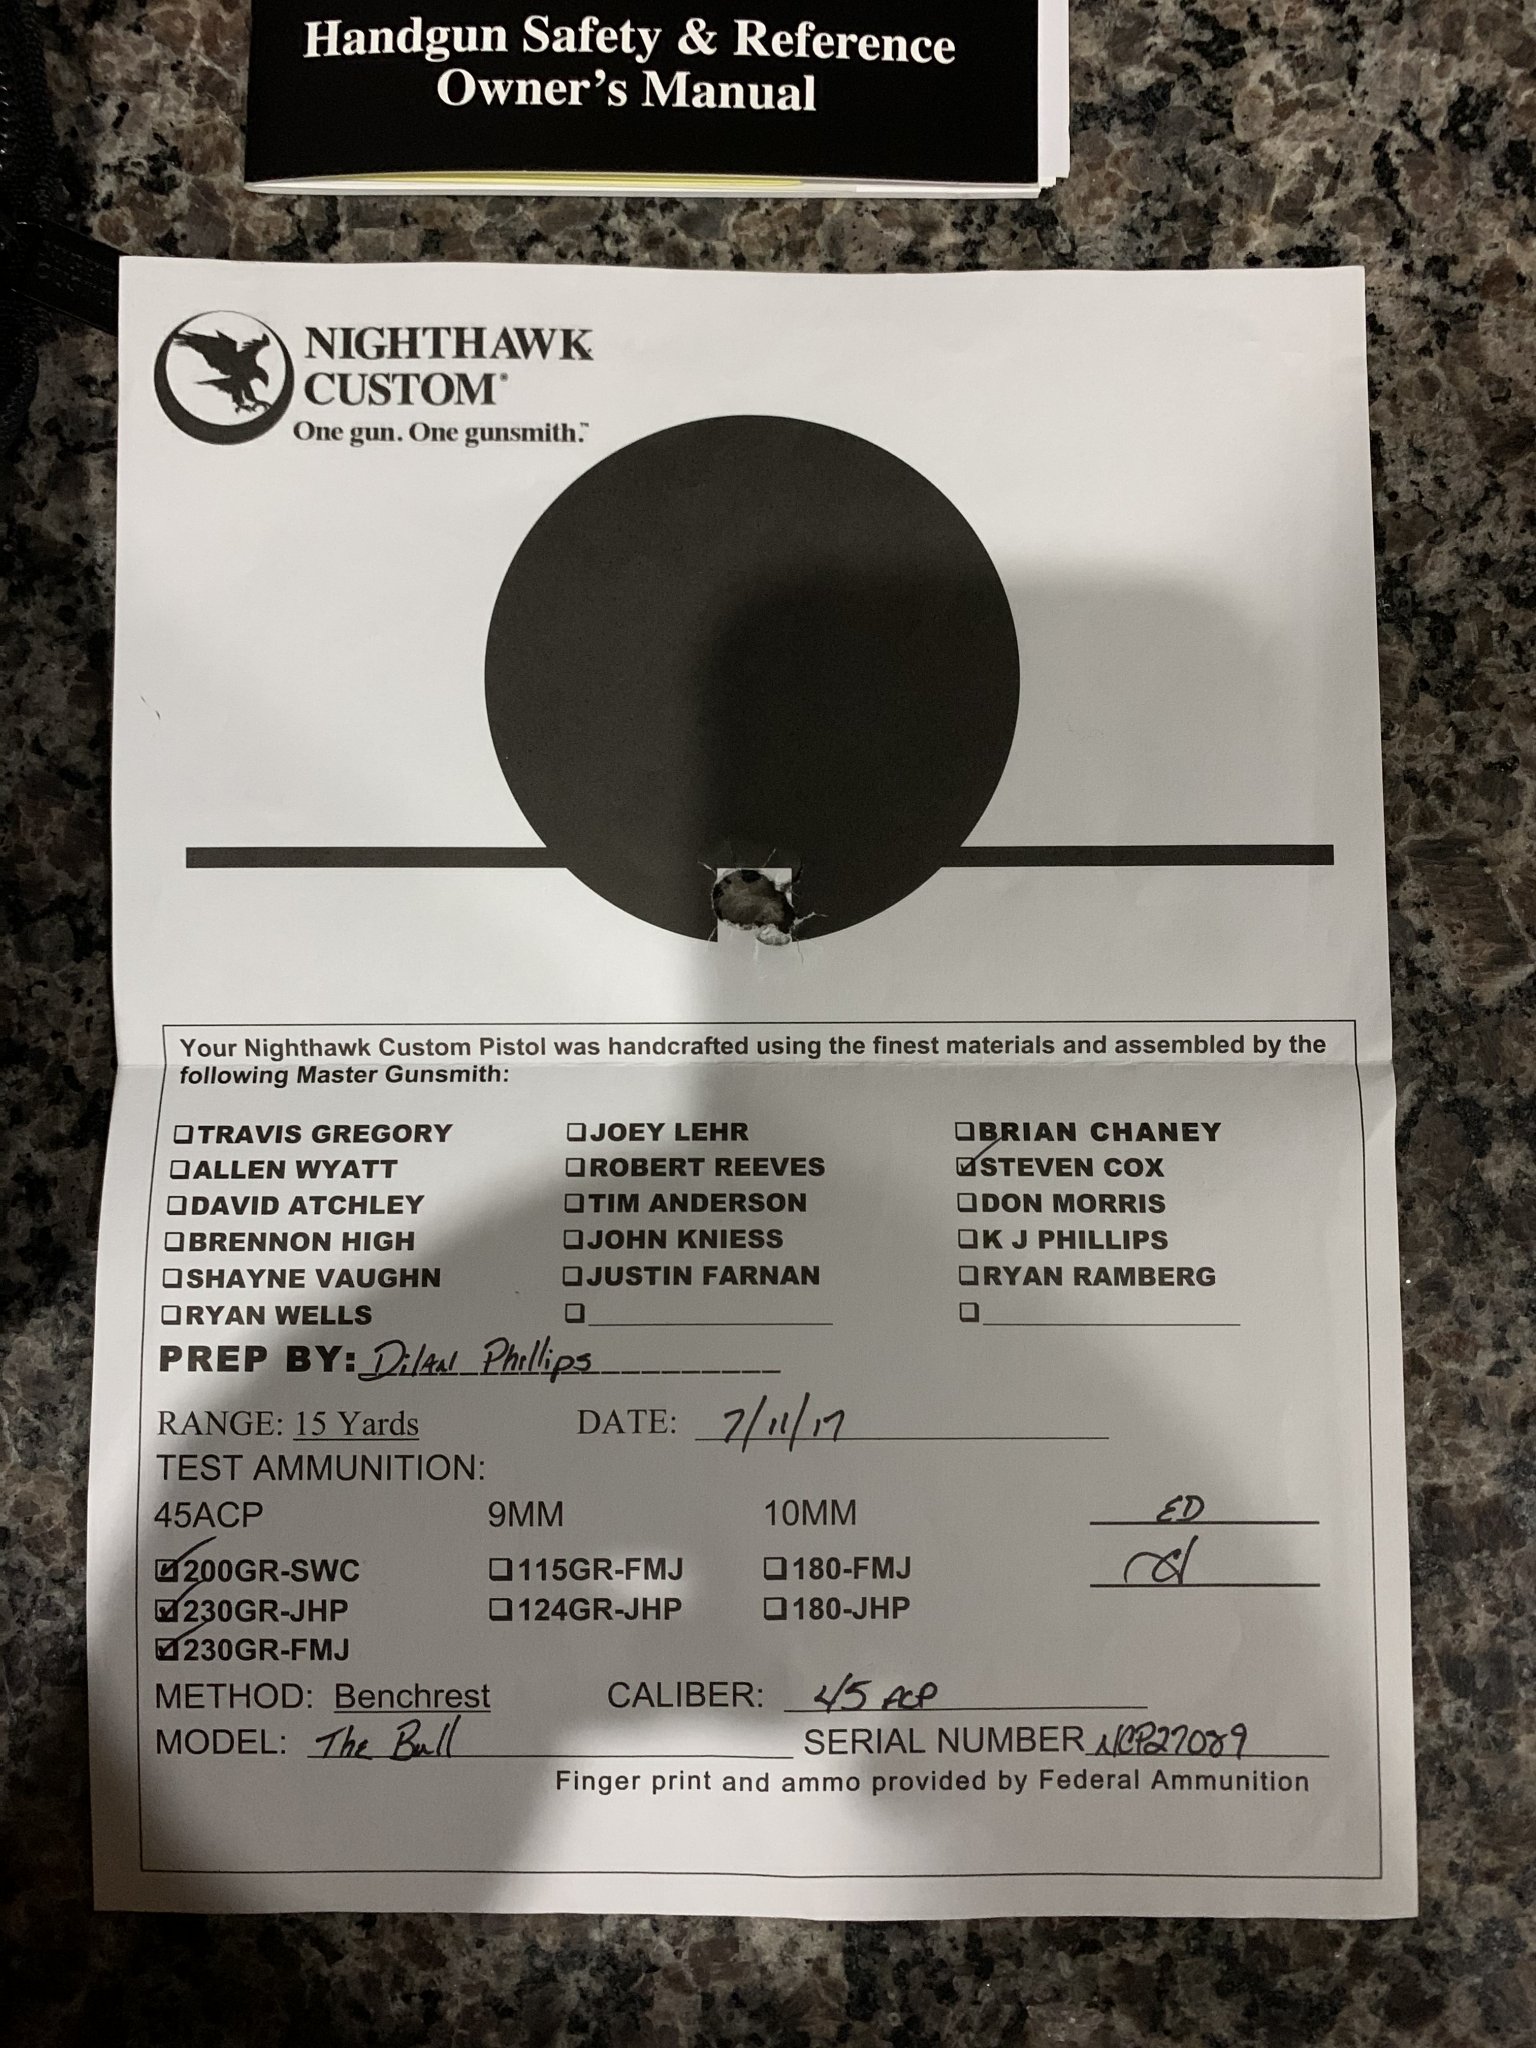 Handgun Safety & Reference
Owner's Manual
NIGHTHAWK
CUSTOM®
One gun. One gunsmith.™
Your Nighthawk Custom Pistol was handcrafted using the finest materials and assembled by the
following Master Gunsmith:
❑TRAVIS GREGORY ❑JOEY LEHR ❑BRIAN CHANEY
❑ALLEN WYATT ❑ROBERT REEVES ☑STEVEN COX
❑DAVID ATCHLEY ❑TIM ANDERSON ❑DON MORRIS
❑BRENNON HIGH ❑JOHN KNIESS ❑K J PHILLIPS
❑SHAYNE VAUGHN ❑JUSTIN FARNAN ❑RYAN RAMBERG
❑RYAN WELLS ❑ ❑
PREP BY: Dilan Phillips
RANGE: 15 Yards DATE: 7/11/17
TEST AMMUNITION:
45ACP 9MM 10MM ED
☑200GR-SWC ❑115GR-FMJ ❑180-FMJ
☑230GR-JHP ❑124GR-JHP ❑180-JHP
☑230GR-FMJ
METHOD: Benchrest CALIBER: 45 ACP
MODEL: The Bull SERIAL NUMBER NCP27089
Finger print and ammo provided by Federal Ammunition